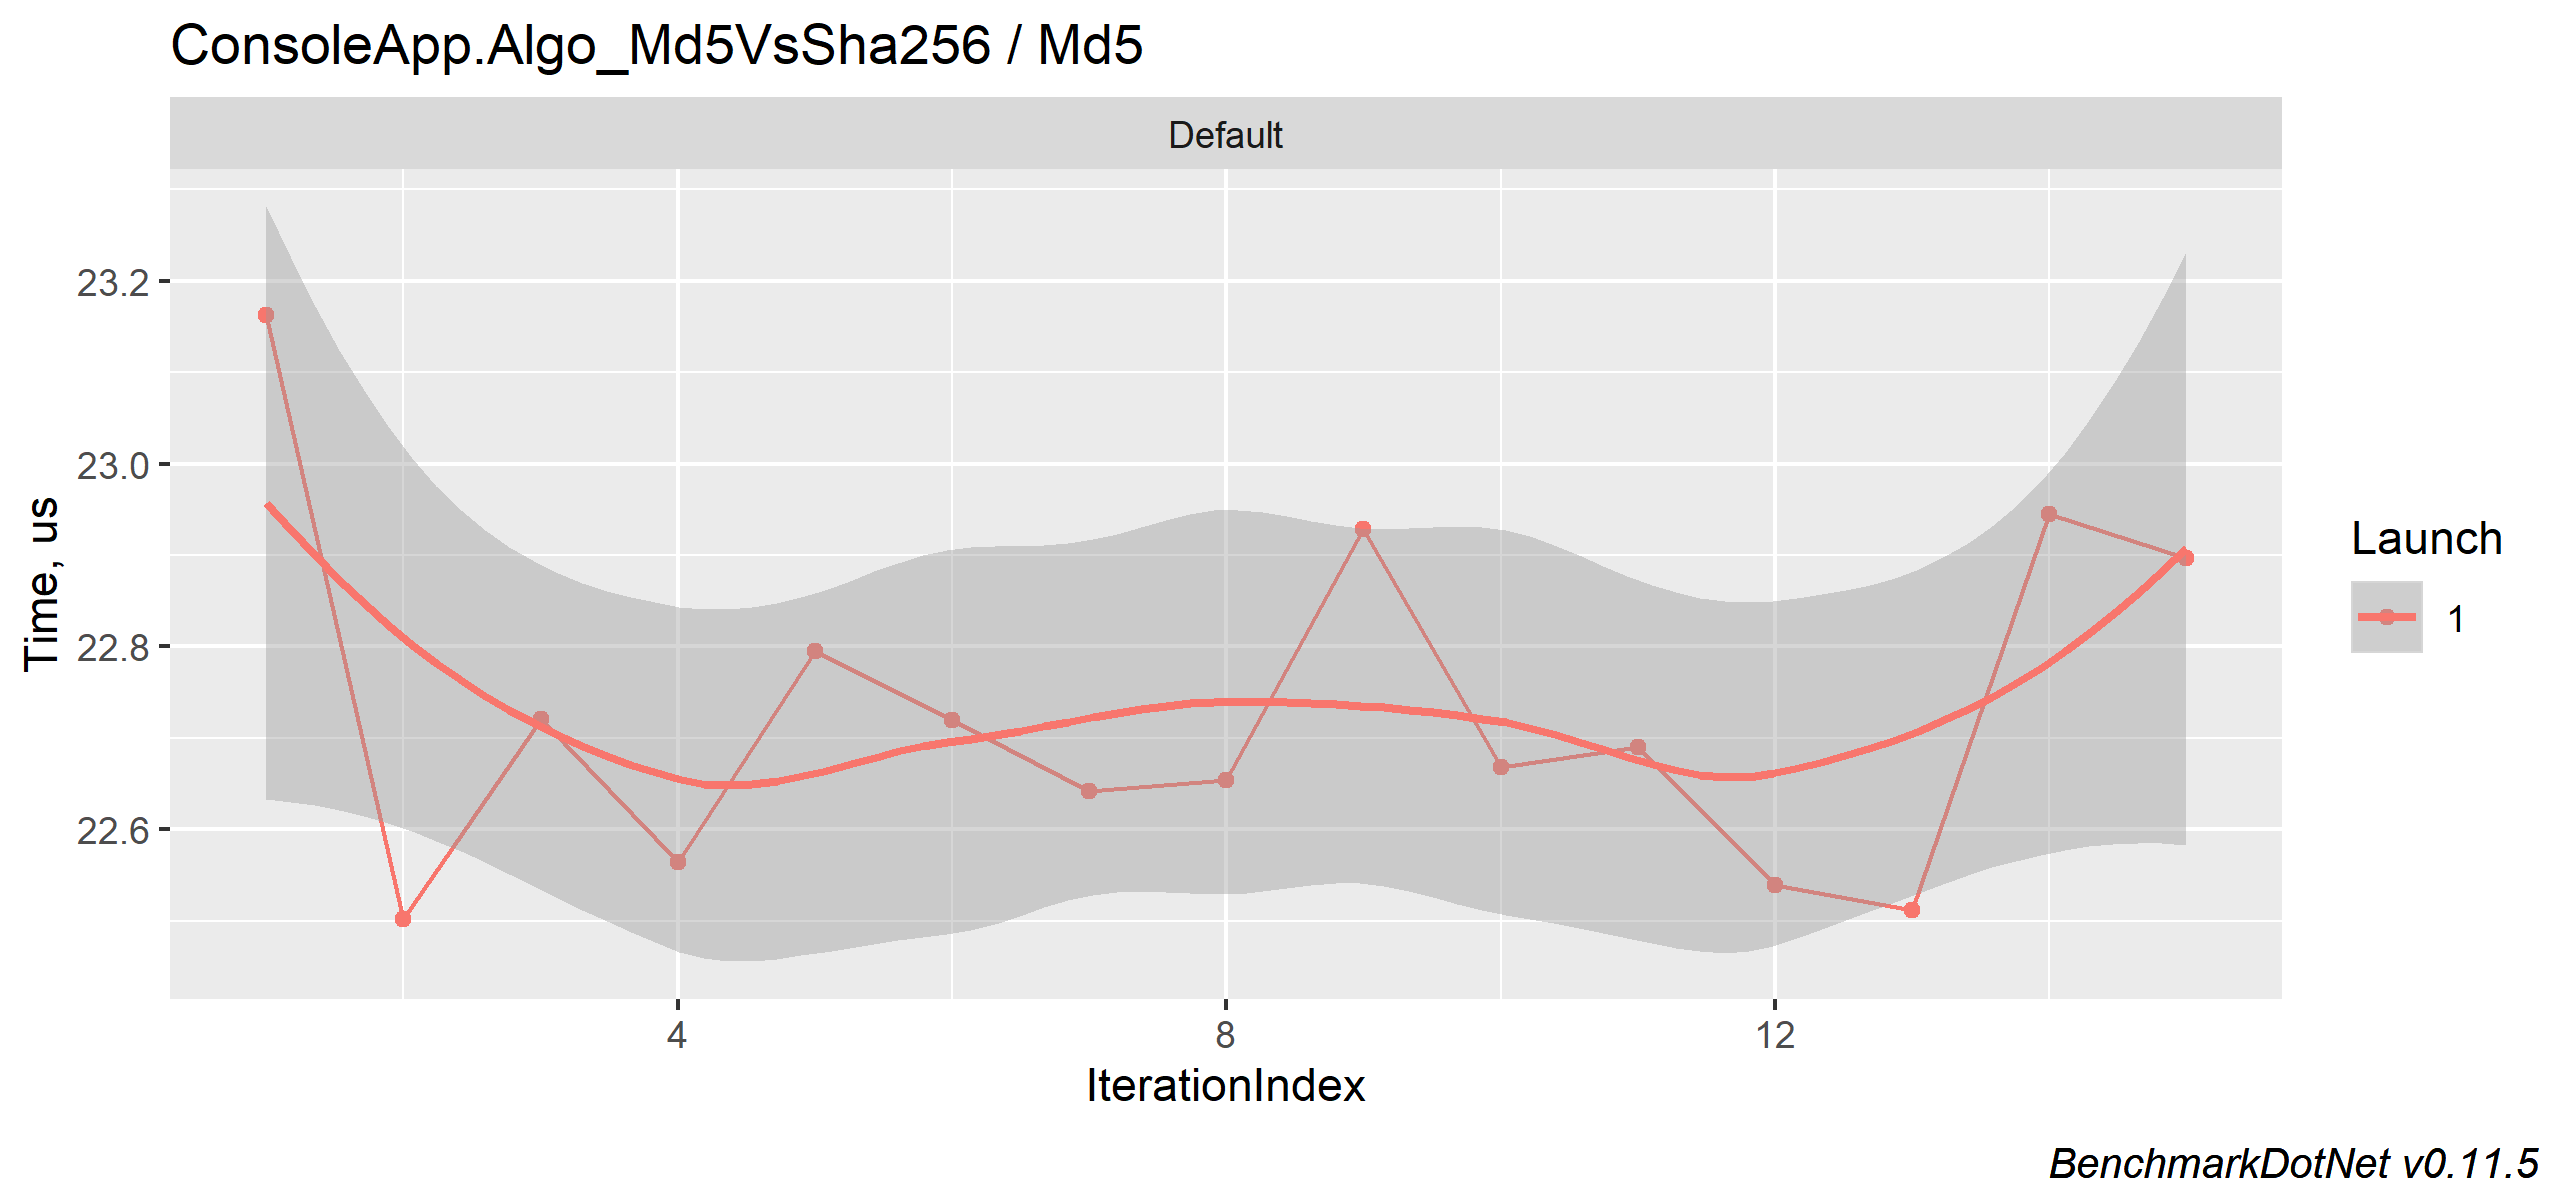 ConsoleApp.Algo_Md5VsSha256 / Md5
Default
23.2
23.0
22.8
22.6
Time, us
4
8
12
IterationIndex
Launch
1
BenchmarkDotNet v0.11.5